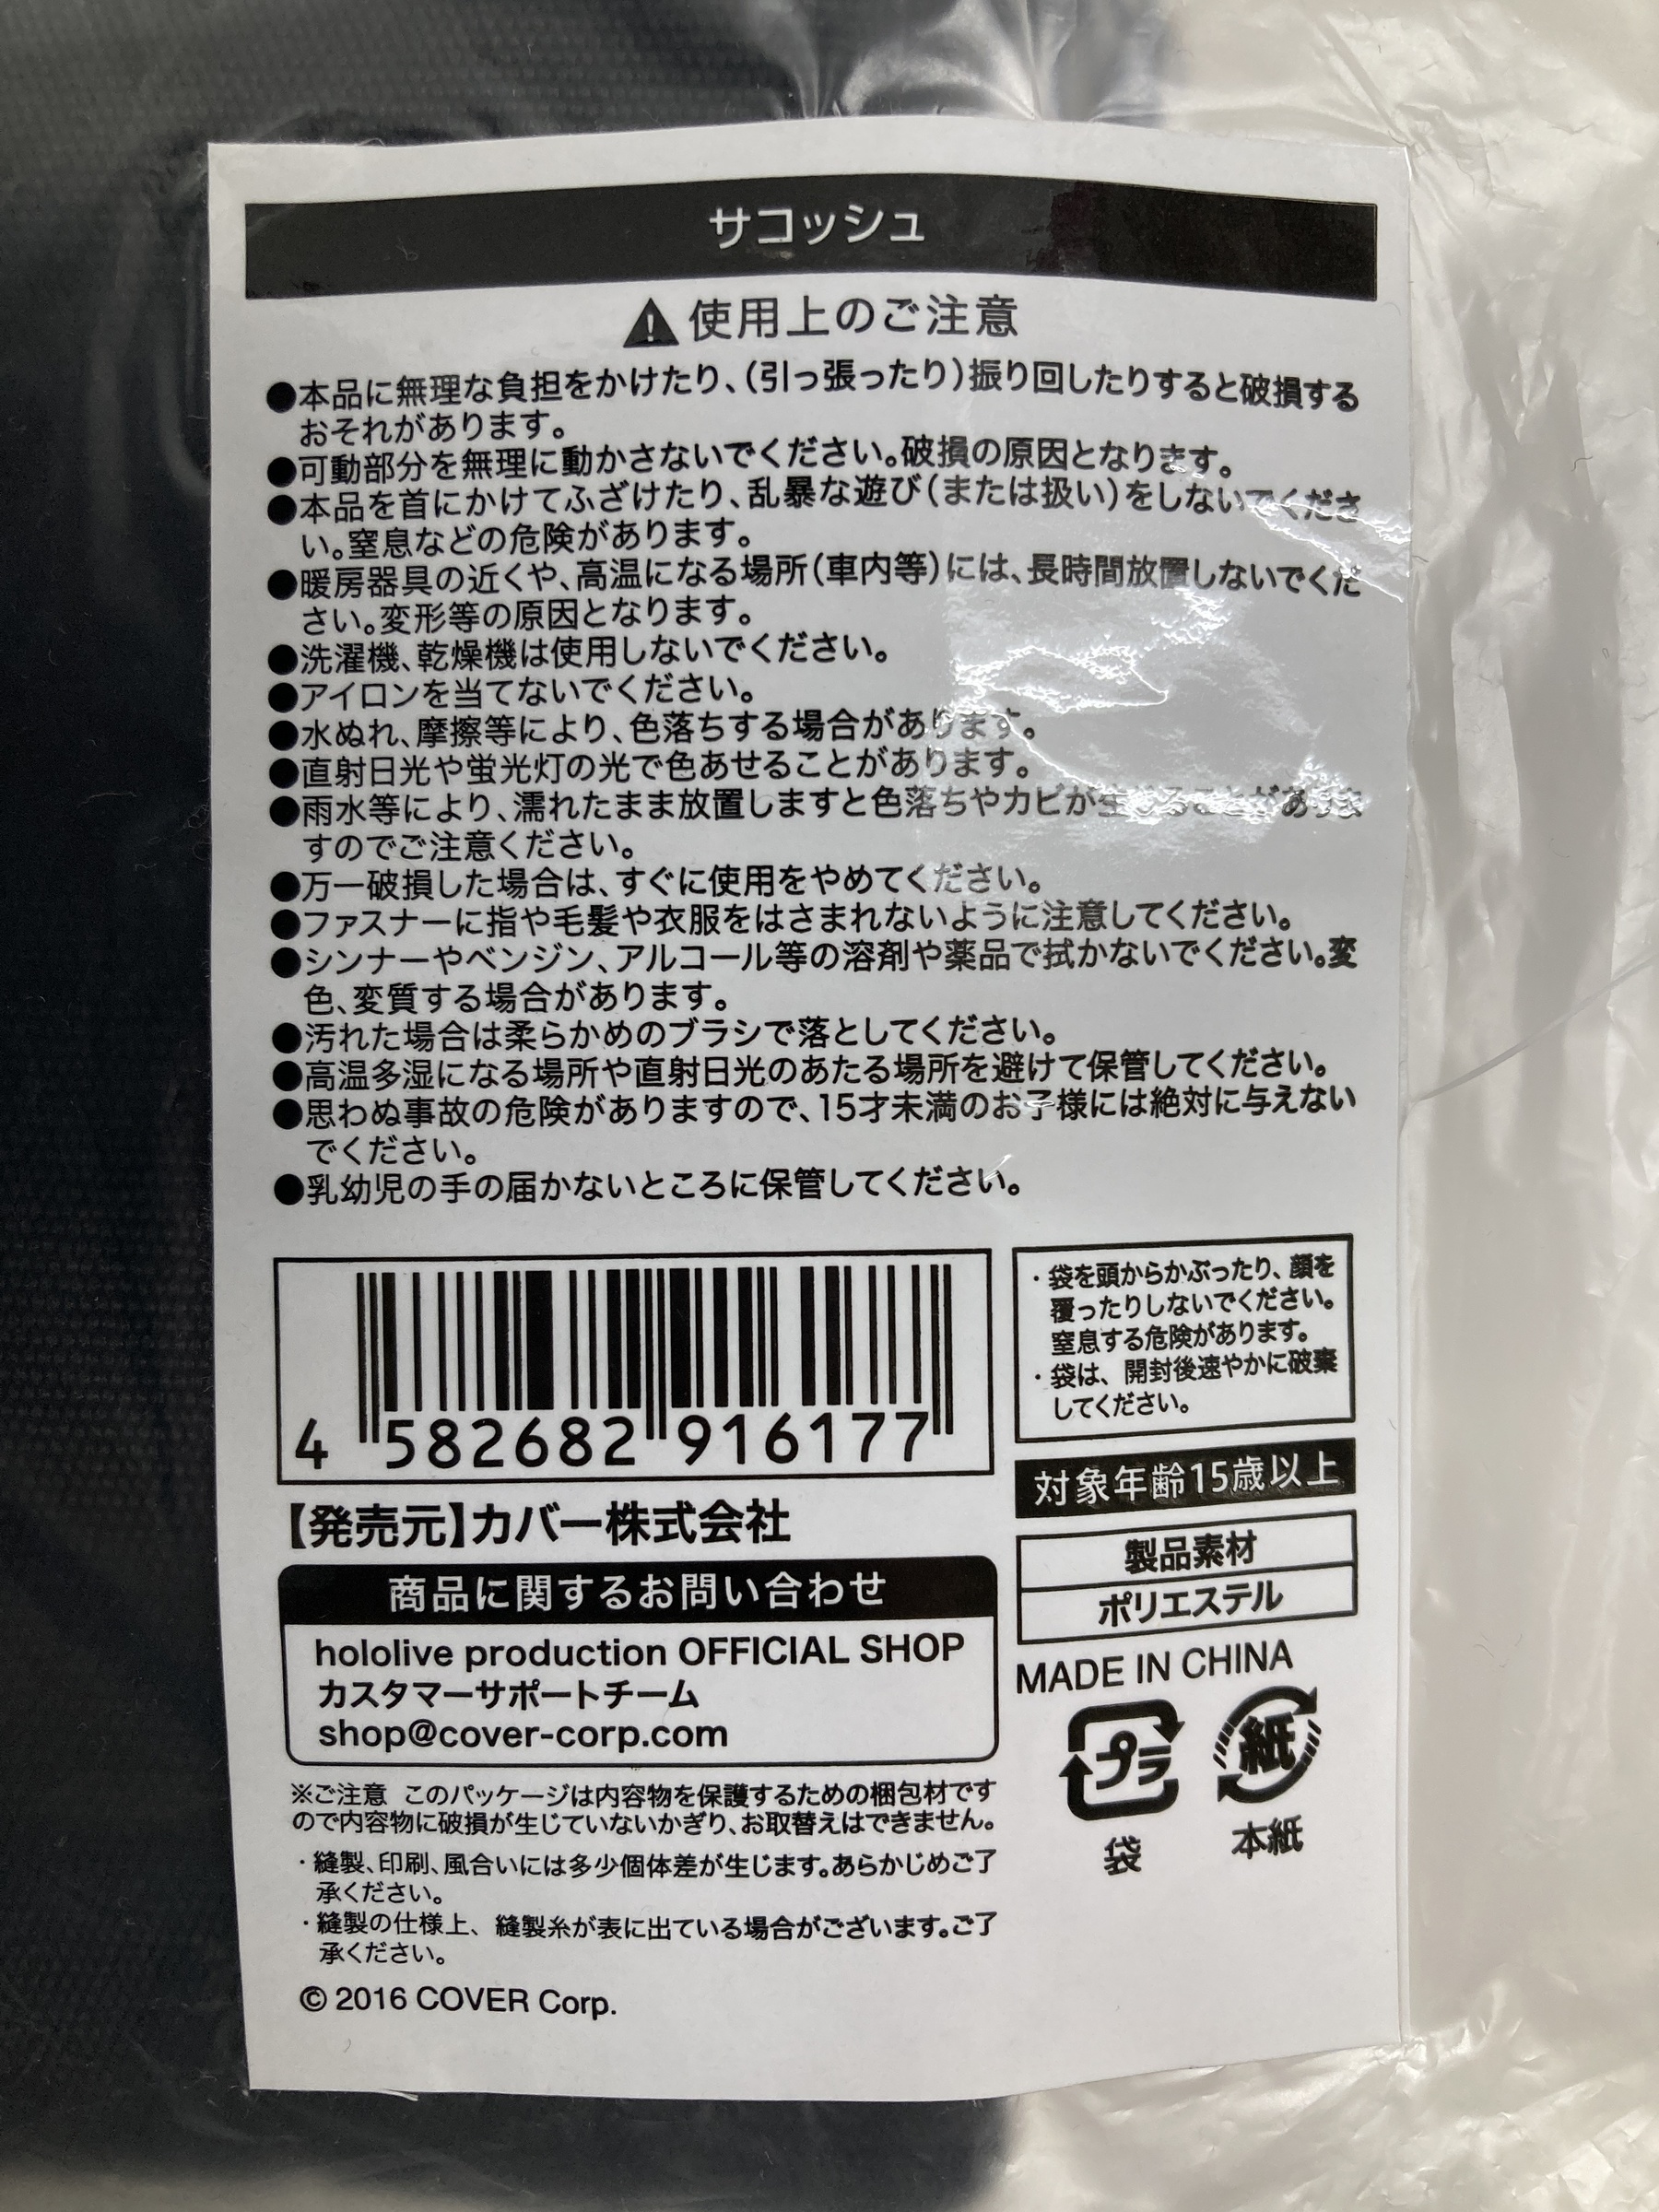 サコッシュ
使用上のご注意
●本品に無理な負担をかけたり、(引っ張ったり)振り回したりすると破損する
おそれがあります。
●可動部分を無理に動かさないでください。破損の原因となります。
●本品を首にかけてふざけたり、乱暴な遊び(または扱い)をしないでくださ
い。窒息などの危険があります。
●暖房器具の近くや、高温になる場所(車内等)には、長時間放置しないでくだ
さい。変形等の原因となります。
●洗濯機、乾燥機は使用しないでください。
●アイロンを当てないでください。
●水ぬれ、摩擦等により、色落ちする場合があります。
●直射日光や蛍光灯の光で色あせることがあります。
●雨水等により、濡れたまま放置しますと色落ちやカビが生じることがありま
すのでご注意ください。
●万一破損した場合は、すぐに使用をやめてください。
●ファスナーに指や毛髪や衣服をはさまれないように注意してください。
●シンナーやベンジン、アルコール等の溶剤や薬品で拭かないでください。変
色、変質する場合があります。
●汚れた場合は柔らかめのブラシで落としてください。
●高温多湿になる場所や直射日光のあたる場所を避けて保管してください。
●思わぬ事故の危険がありますので、15才未満のお子様には絶対に与えない
でください。
●乳幼児の手の届かないところに保管してください。
4 582682 916177
【発売元】カバー株式会社
商品に関するお問い合わせ
hololive production OFFICIAL SHOP
カスタマーサポートチーム
shop@cover-corp.com
※ご注意 このパッケージは内容物を保護するための梱包材です
ので内容物に破損が生じていないかぎり、お取替えはできません。
・縫製、印刷、風合いには多少個体差が生じます。あらかじめご了
承ください。
・縫製の仕様上、縫製糸が表に出ている場合がございます。ご了
承ください。
© 2016 COVER Corp.
・袋を頭からかぶったり、顔を
覆ったりしないでください。
窒息する危険があります。
・袋は、開封後速やかに破棄
してください。
対象年齢15歳以上
製品素材
ポリエステル
MADE IN CHINA
プラ 紙
袋 本紙